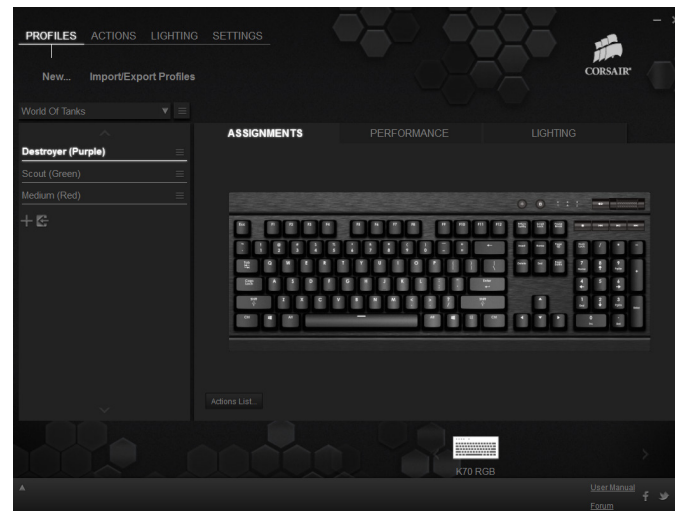 PROFILES ACTIONS LIGHTING SETTINGS
New... Import/Export Profiles
CORSAIR
World Of Tanks
ASSIGNMENTS PERFORMANCE LIGHTING
Destroyer (Purple)
Scout (Green)
Medium (Red)
Actions List...
K70 RGB
User Manual
Forum